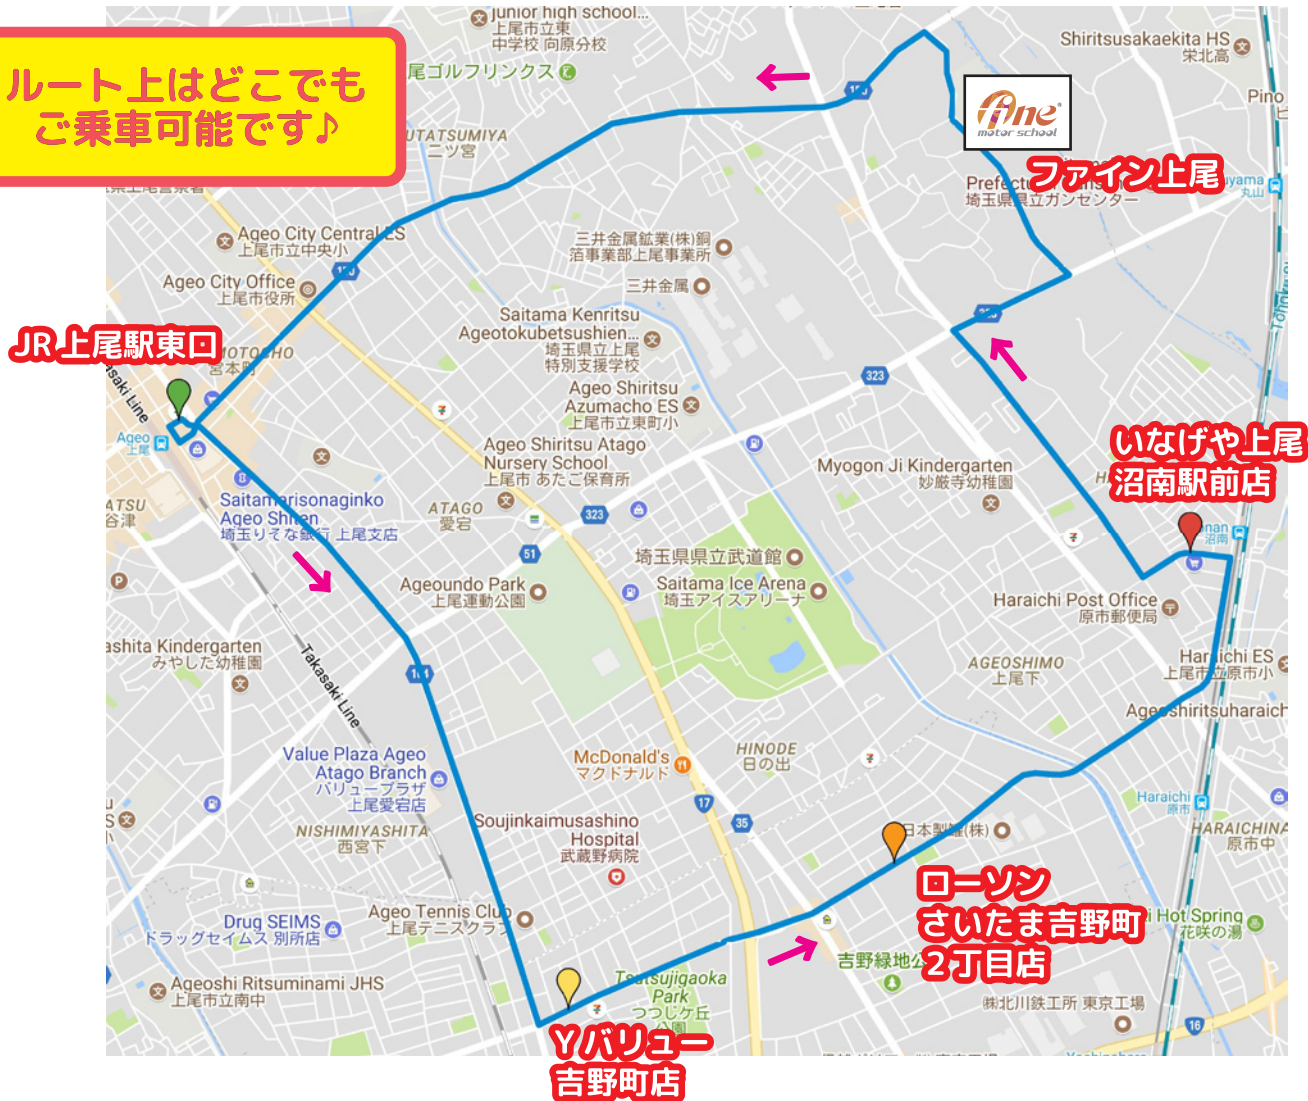 ルート上はどこでも
ご乗車可能です♪
junior high school...
上尾市立東
中学校 向原分校
尾ゴルフリンクス
UTATSUMIYA
二ツ宮
Shiritsusakaekita HS
栄北高
Pino
fine
motor school
ファイン上尾
Prefectu
埼玉県県立ガンセンター
丸山
Ageo City Central ES
上尾市立中央小
Ageo City Office
上尾市役所
三井金属鉱業(株)銅
箔事業部上尾事業所
三井金属
Saitama Kenritsu
Ageotokubetsushien...
埼玉県立上尾
特別支援学校
Ageo Shiritsu
Azumacho ES
上尾市立東町小
323
JR 上尾駅東口
MOTOCHO
宮本町
asaki Line
Ageo
上尾
Ageo Shiritsu Atago
Nursery School
上尾市 あたご保育所
Myogon Ji Kindergarten
妙厳寺幼稚園
いなげや上尾
沼南駅前店
nan
沼南
ATSU
谷津
Saitamarisonaginko
Ageo Shiten
埼玉りそな銀行 上尾支店
ATAGO
愛宕
323
51
埼玉県県立武道館
Saitama Ice Arena
埼玉アイスアリーナ
Ageoundo Park
上尾運動公園
Haraichi Post Office
原市郵便局
ashita Kindergarten
みやした幼稚園
Takasaki Line
164
AGEOSHIMO
上尾下
Haraichi ES
上尾市立原市小
Ageoshiritsuharaich
Value Plaza Ageo
Atago Branch
バリュープラザ
上尾愛宕店
McDonald's
マクドナルド
HINODE
日の出
17
35
Haraichi
原市
HARAICHINA
原市中
NISHIMIYASHITA
西宮下
Soujinkaimusashino
Hospital
武蔵野病院
日本製罐(株)
ローソン
さいたま吉野町
２丁目店
Drug SEIMS
ドラッグセイムス 別所店
Ageo Tennis Club
上尾テニスクラブ
i Hot Spring
花咲の湯
吉野緑地公
Ageoshi Ritsuminami JHS
上尾市立南中
Tsutsujigaoka
Park
つつじケ丘
公園
㈱北川鉄工所 東京工場
16
Yバリュー
吉野町店